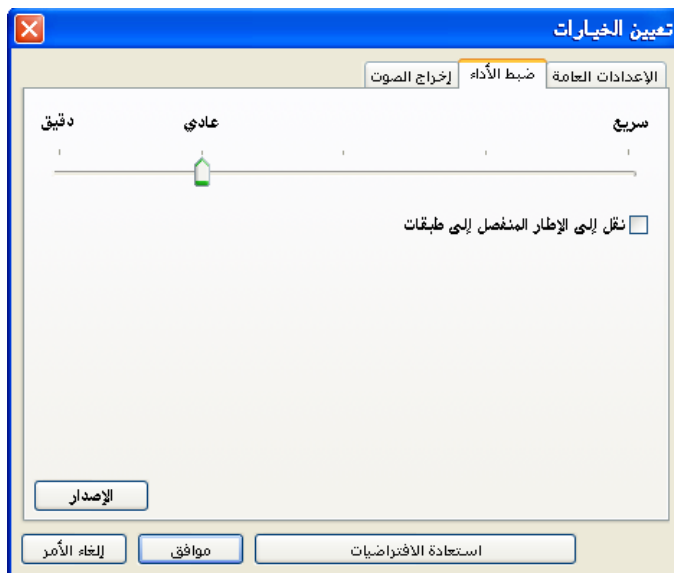 تعيين الخيارات
الإعدادات العامة ضبط الأداء إخراج الصوت
سريع عادي دقيق
نقل إلى الإطار المنفصل إلى طبقات
الإصدار
استعادة الافتراضيات موافق إلغاء الأمر